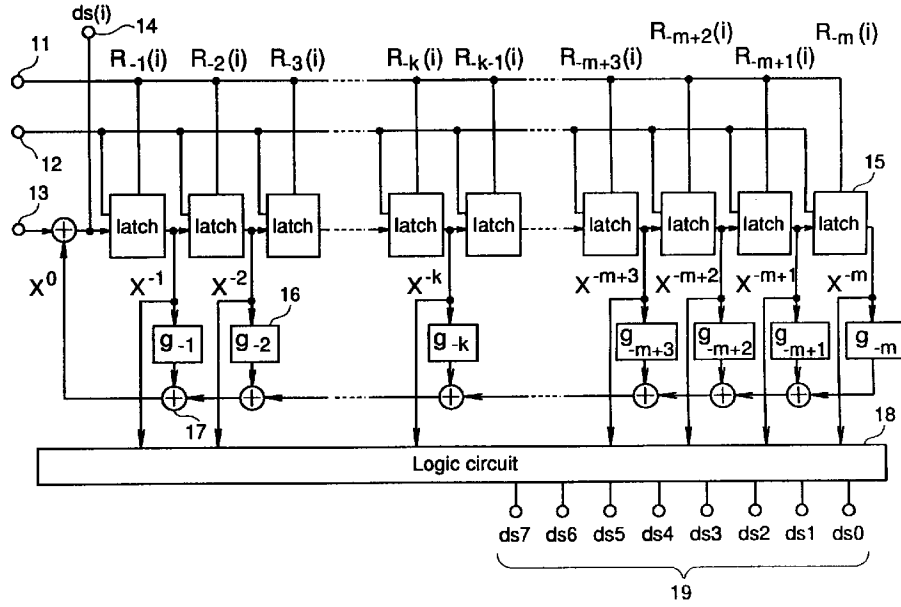 ds(i)
14
11
R-1(i) R-2(i) R-3(i) R-k(i) R-k-1(i) R-m+3(i) R-m+2(i) R-m+1(i) R-m(i)
12
15
13
latch latch latch latch latch latch latch latch latch
X^0 X^-1 X^-2 X^-k X^-m+3 X^-m+2 X^-m+1 X^-m
16
g-1 g-2 g-k g-m+3 g-m+2 g-m+1 g-m
17
18
Logic circuit
ds7 ds6 ds5 ds4 ds3 ds2 ds1 ds0
19